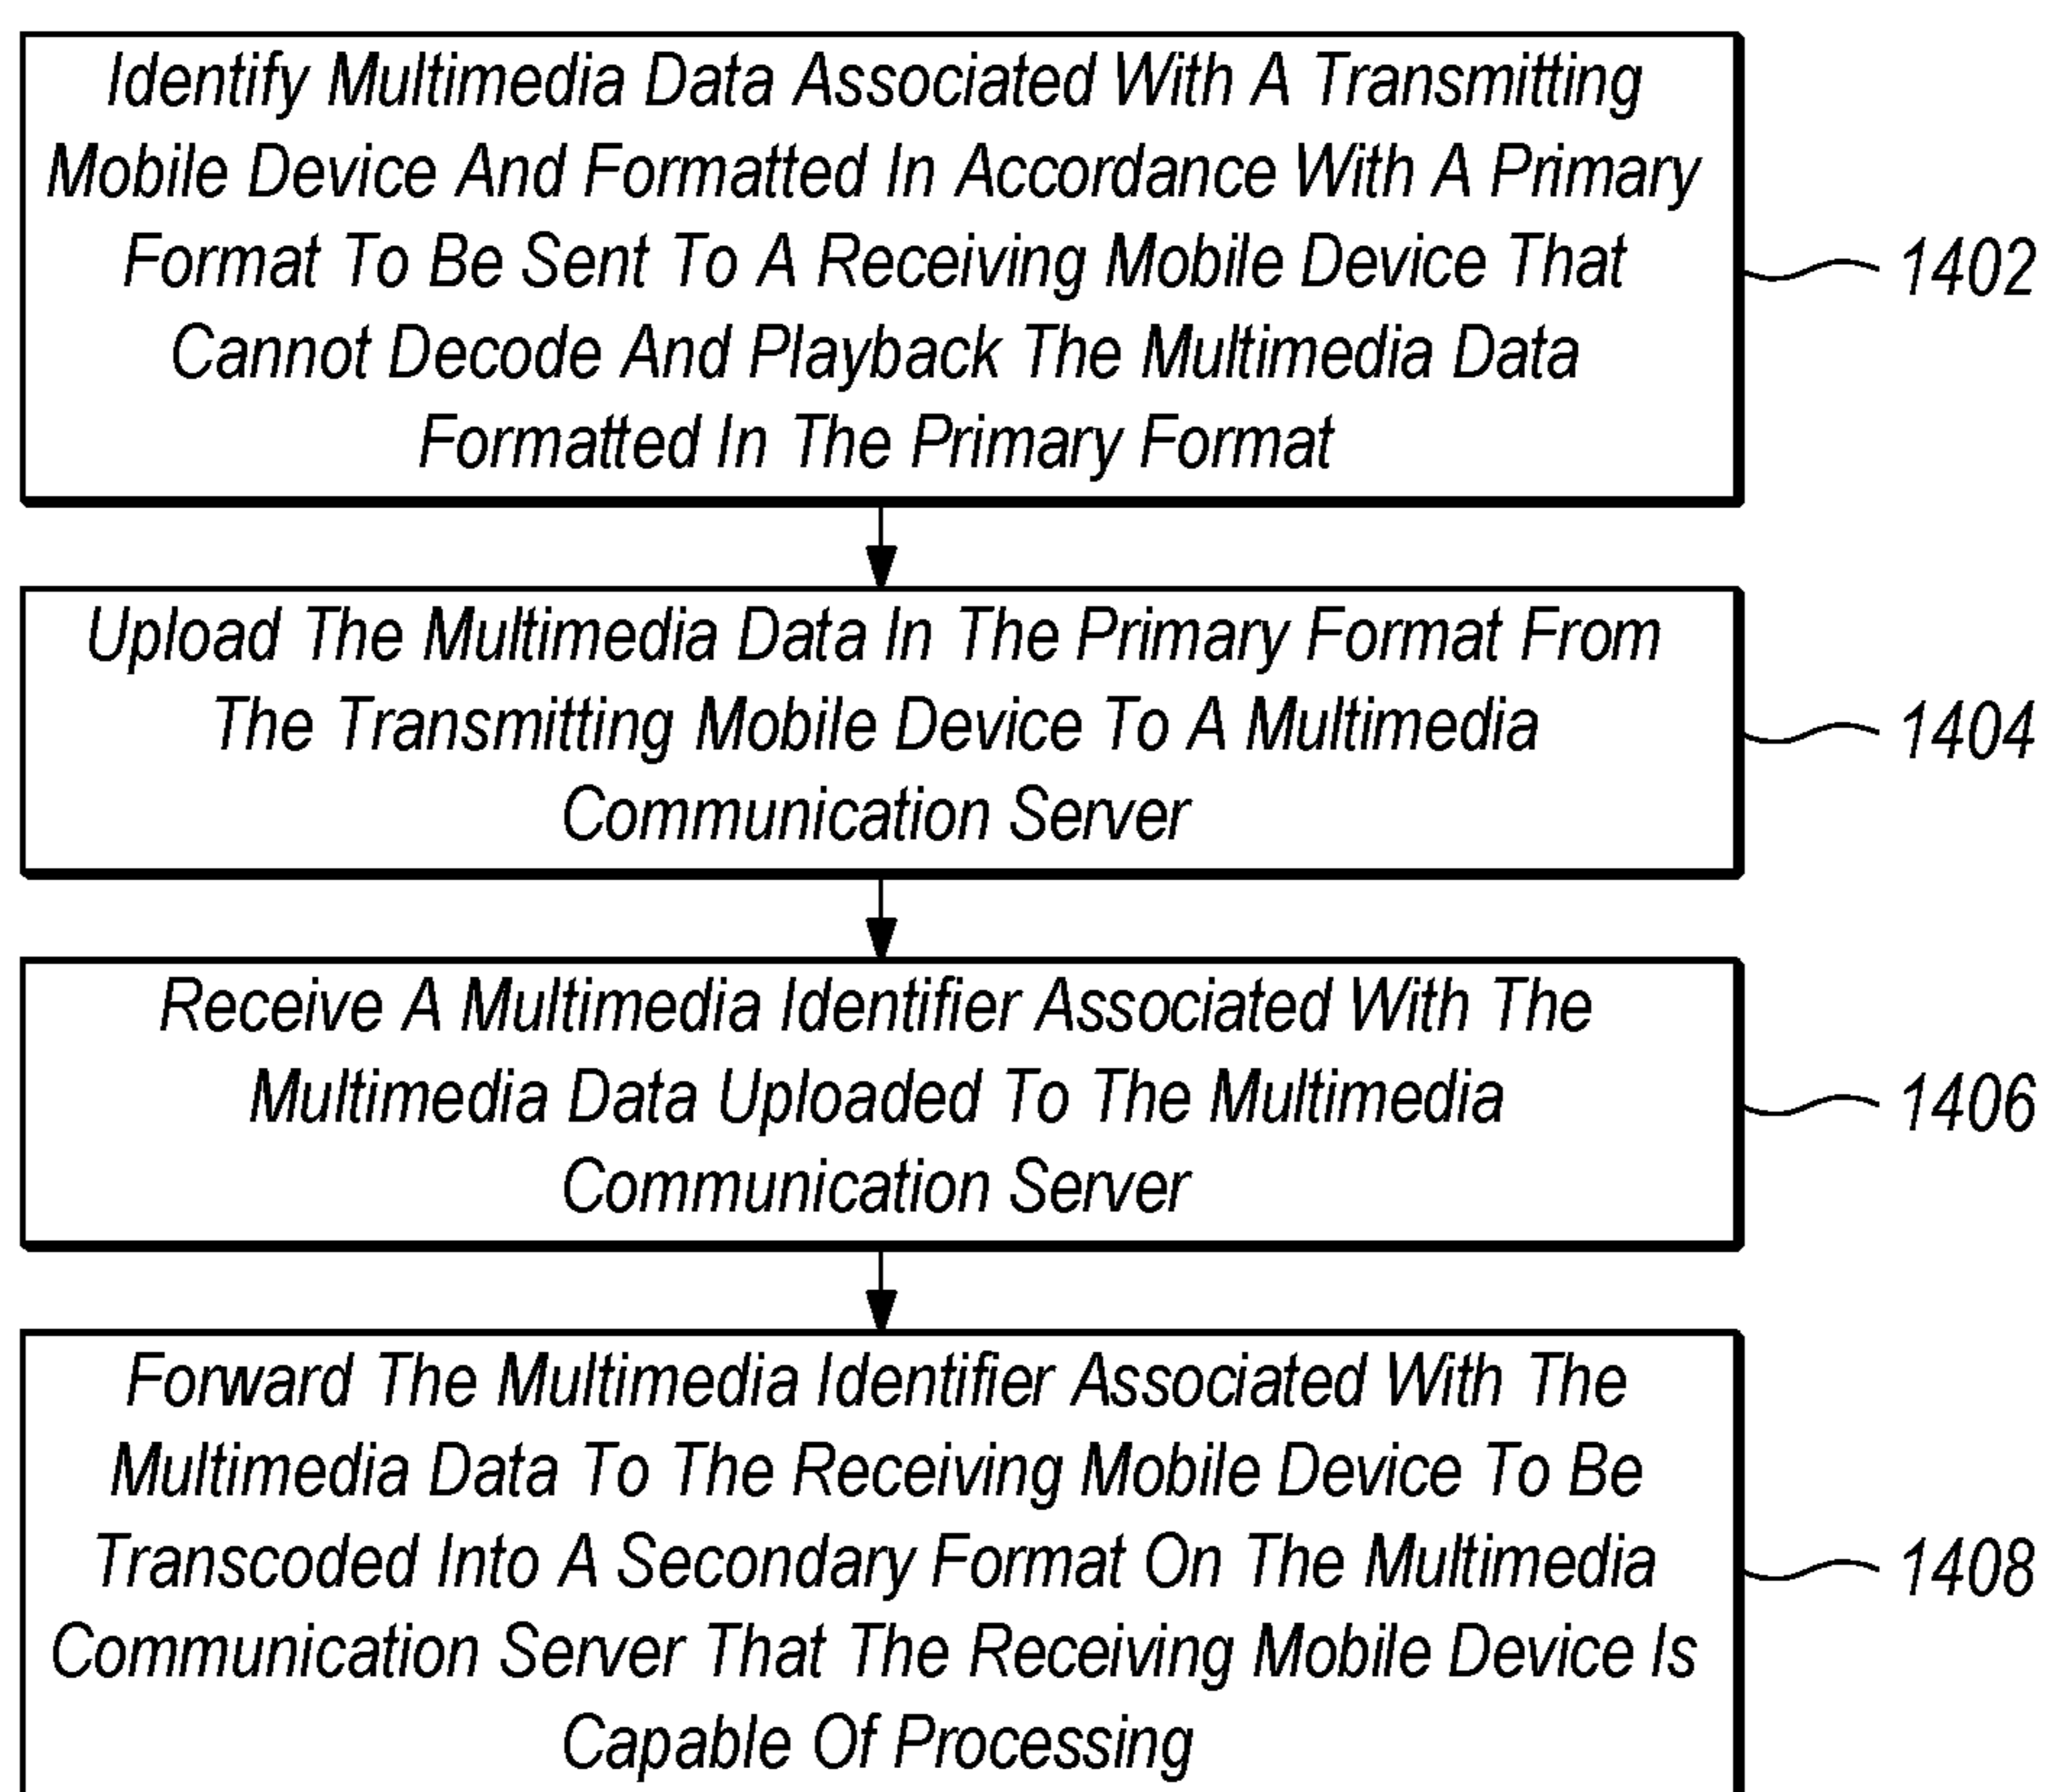 Identify Multimedia Data Associated With A Transmitting
Mobile Device And Formatted In Accordance With A Primary
Format To Be Sent To A Receiving Mobile Device That
Cannot Decode And Playback The Multimedia Data
Formatted In The Primary Format
1402
Upload The Multimedia Data In The Primary Format From
The Transmitting Mobile Device To A Multimedia
Communication Server
1404
Receive A Multimedia Identifier Associated With The
Multimedia Data Uploaded To The Multimedia
Communication Server
1406
Forward The Multimedia Identifier Associated With The
Multimedia Data To The Receiving Mobile Device To Be
Transcoded Into A Secondary Format On The Multimedia
Communication Server That The Receiving Mobile Device Is
Capable Of Processing
1408